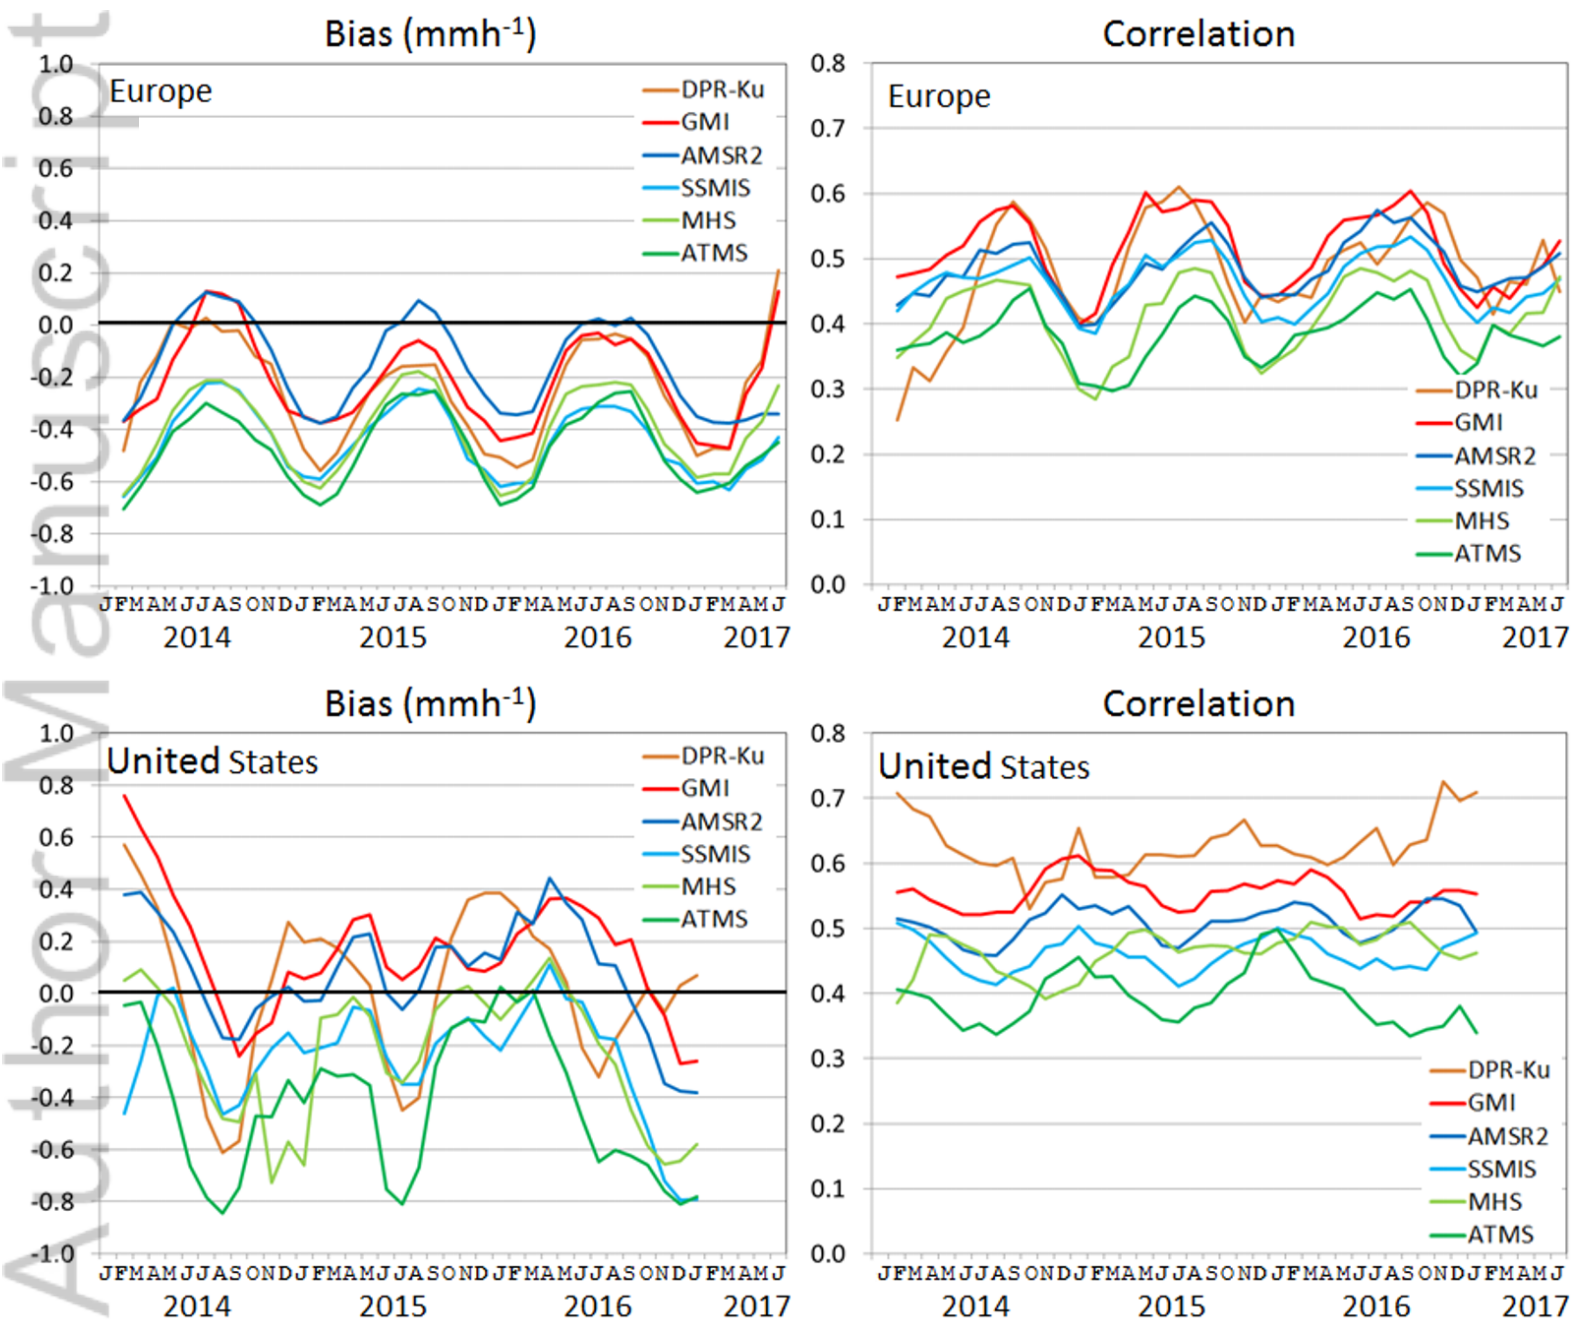 Author Manuscript
Bias (mmh-1)
1.0
0.8
0.6
0.4
0.2
0.0
-0.2
-0.4
-0.6
-0.8
-1.0
Europe
DPR-Ku
GMI
AMSR2
SSMIS
MHS
ATMS
J F M A M J J A S O N D J F M A M J J A S O N D J F M A M J J A S O N D J F M A M J
2014 2015 2016 2017
Correlation
0.8
0.7
0.6
0.5
0.4
0.3
0.2
0.1
0.0
Europe
DPR-Ku
GMI
AMSR2
SSMIS
MHS
ATMS
J F M A M J J A S O N D J F M A M J J A S O N D J F M A M J J A S O N D J F M A M J
2014 2015 2016 2017
Bias (mmh-1)
1.0
0.8
0.6
0.4
0.2
0.0
-0.2
-0.4
-0.6
-0.8
-1.0
United States
DPR-Ku
GMI
AMSR2
SSMIS
MHS
ATMS
J F M A M J J A S O N D J F M A M J J A S O N D J F M A M J J A S O N D J F M A M J
2014 2015 2016 2017
Correlation
0.8
0.7
0.6
0.5
0.4
0.3
0.2
0.1
0.0
United States
DPR-Ku
GMI
AMSR2
SSMIS
MHS
ATMS
J F M A M J J A S O N D J F M A M J J A S O N D J F M A M J J A S O N D J F M A M J
2014 2015 2016 2017